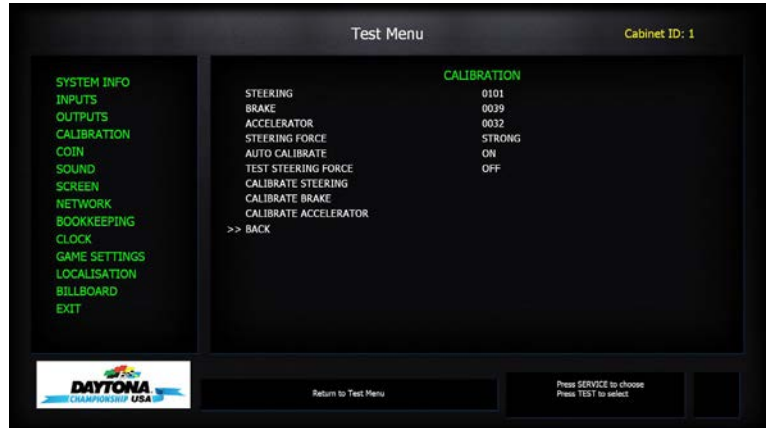 Test Menu
Cabinet ID: 1
SYSTEM INFO
INPUTS
OUTPUTS
CALIBRATION
COIN
SOUND
SCREEN
NETWORK
BOOKKEEPING
CLOCK
GAME SETTINGS
LOCALISATION
BILLBOARD
EXIT
CALIBRATION
STEERING 0101
BRAKE 0039
ACCELERATOR 0032
STEERING FORCE STRONG
AUTO CALIBRATE ON
TEST STEERING FORCE OFF
CALIBRATE STEERING
CALIBRATE BRAKE
CALIBRATE ACCELERATOR
>> BACK
DAYTONA
CHAMPIONSHIP USA
Return to Test Menu
Press SERVICE to choose
Press TEST to select